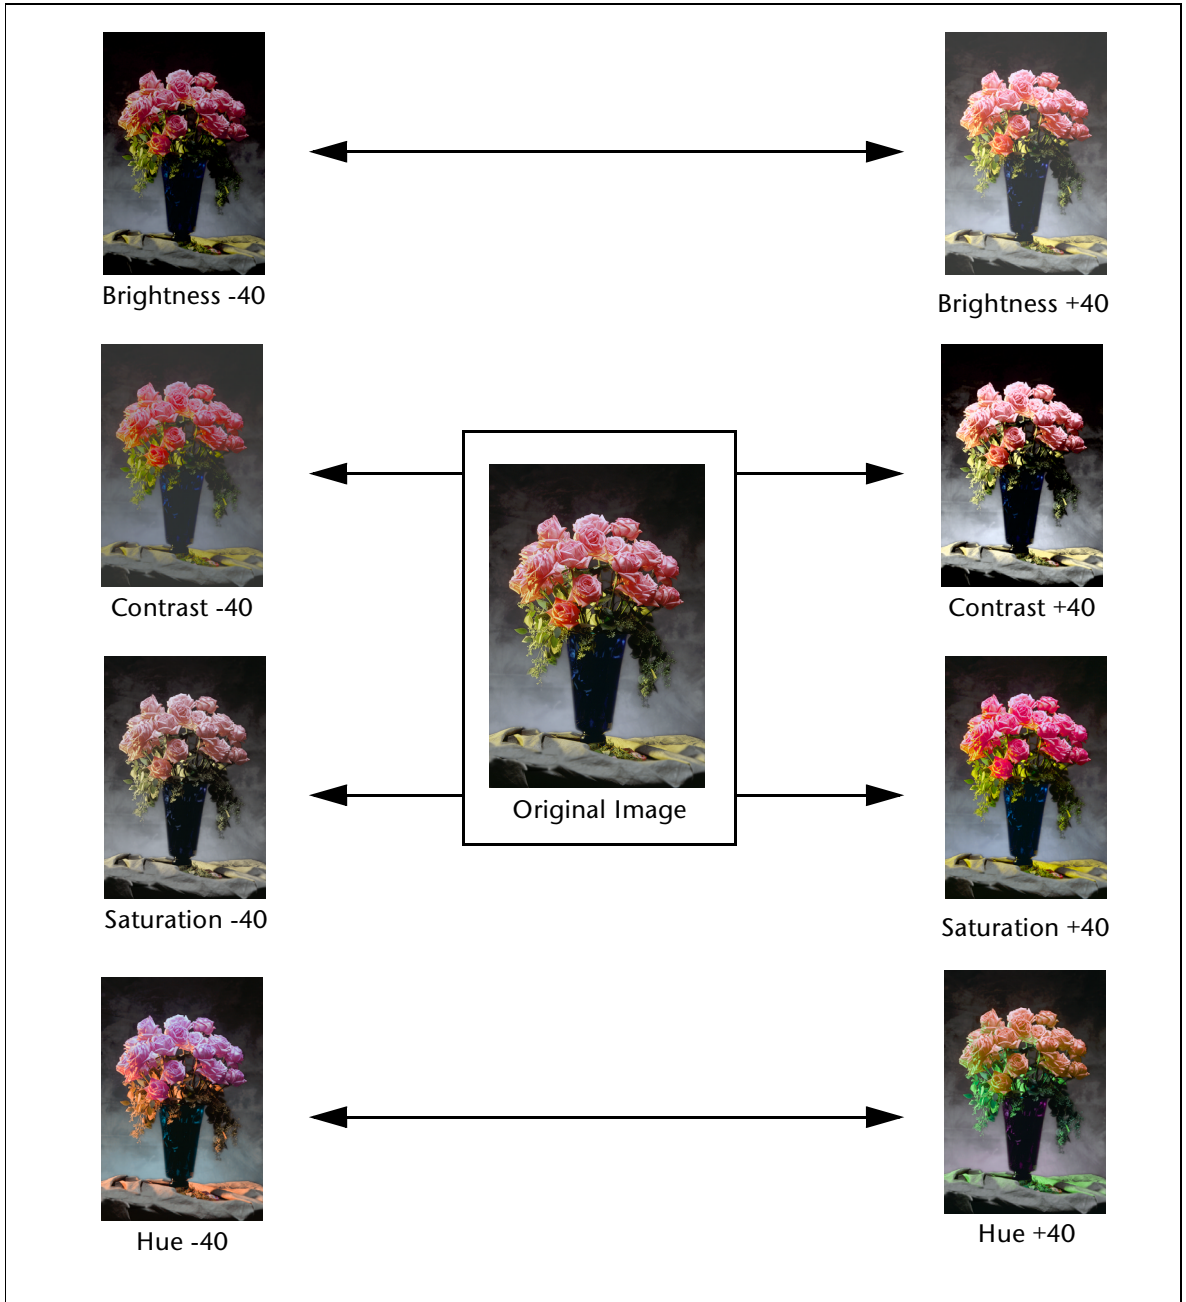 Brightness -40
Brightness +40
Contrast -40
Contrast +40
Original Image
Saturation -40
Saturation +40
Hue -40
Hue +40